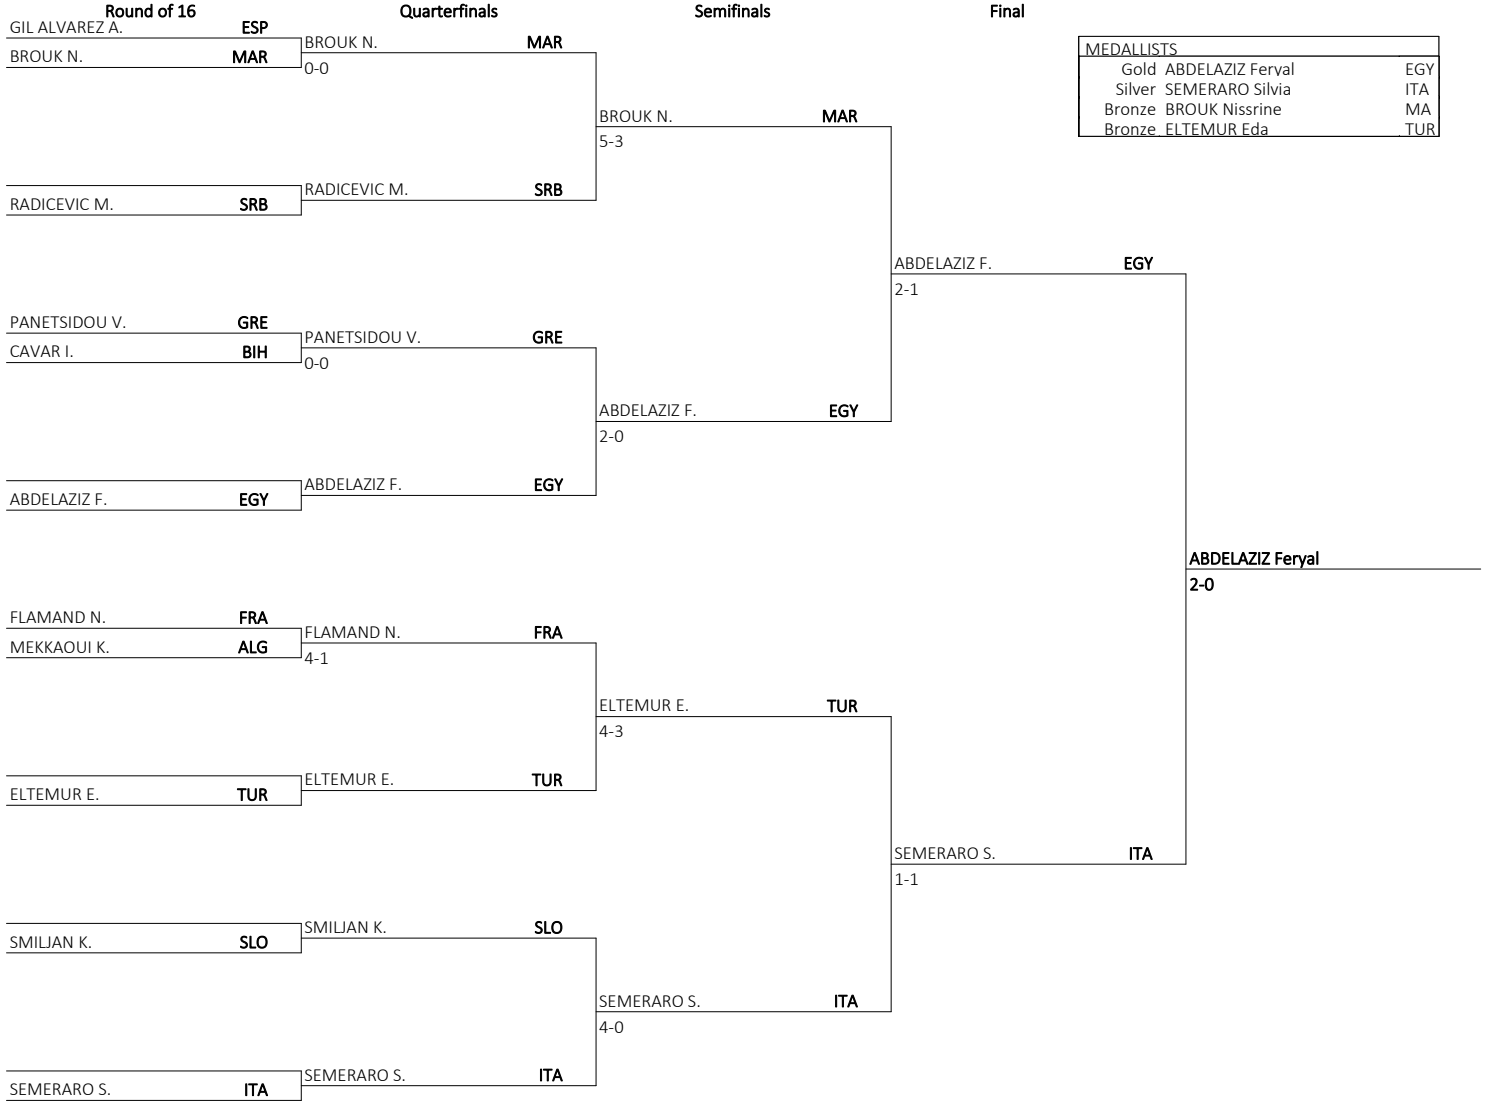 Round of 16 Quarterfinals Semifinals Final
GIL ALVAREZ A. ESP
BROUK N. MAR
BROUK N. MAR
0-0
MEDALLISTS
Gold ABDELAZIZ Feryal EGY
Silver SEMERARO Silvia ITA
Bronze BROUK Nissrine MA
Bronze ELTEMUR Eda TUR
BROUK N. MAR
5-3
RADICEVIC M. SRB
RADICEVIC M. SRB
ABDELAZIZ F. EGY
2-1
PANETSIDOU V. GRE
PANETSIDOU V. GRE
CAVAR I. BIH
0-0
ABDELAZIZ F. EGY
2-0
ABDELAZIZ F. EGY
ABDELAZIZ F. EGY
ABDELAZIZ Feryal
2-0
FLAMAND N. FRA
FLAMAND N. FRA
MEKKAOUI K. ALG
4-1
ELTEMUR E. TUR
4-3
ELTEMUR E. TUR
ELTEMUR E. TUR
SEMERARO S. ITA
1-1
SMILJAN K. SLO
SMILJAN K. SLO
SEMERARO S. ITA
4-0
SEMERARO S. ITA
SEMERARO S. ITA